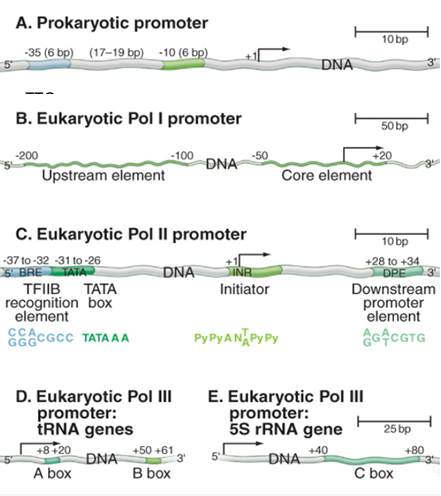 A. Prokaryotic promoter
10 bp
-35 (6 bp) (17–19 bp) -10 (6 bp) +1
5' DNA 3'
B. Eukaryotic Pol I promoter
50 bp
-200 -100 -50 +20
5' DNA 3'
Upstream element Core element
C. Eukaryotic Pol II promoter
10 bp
-37 to -32 -31 to -26 +1 +28 to +34
5' BRE TATA DNA INR DPE 3'
TFIIB recognition element
TATA box
Initiator
Downstream promoter element
CCACGCC
GGG
TATAAA
PyPyANTPyPy
A
AGATCGTG
GC
D. Eukaryotic Pol III promoter: tRNA genes
+8 +20 +50 +61
5' DNA 3'
A box B box
E. Eukaryotic Pol III promoter: 5S rRNA gene
25 bp
+40 +80
5' DNA 3'
C box